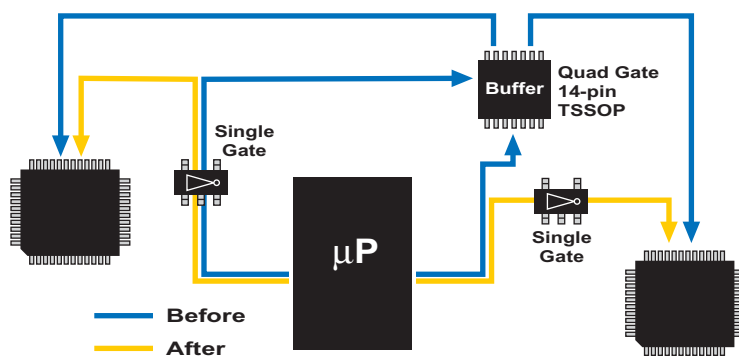 Buffer
Quad Gate
14-pin
TSSOP
Single
Gate
μP
Single
Gate
Before
After